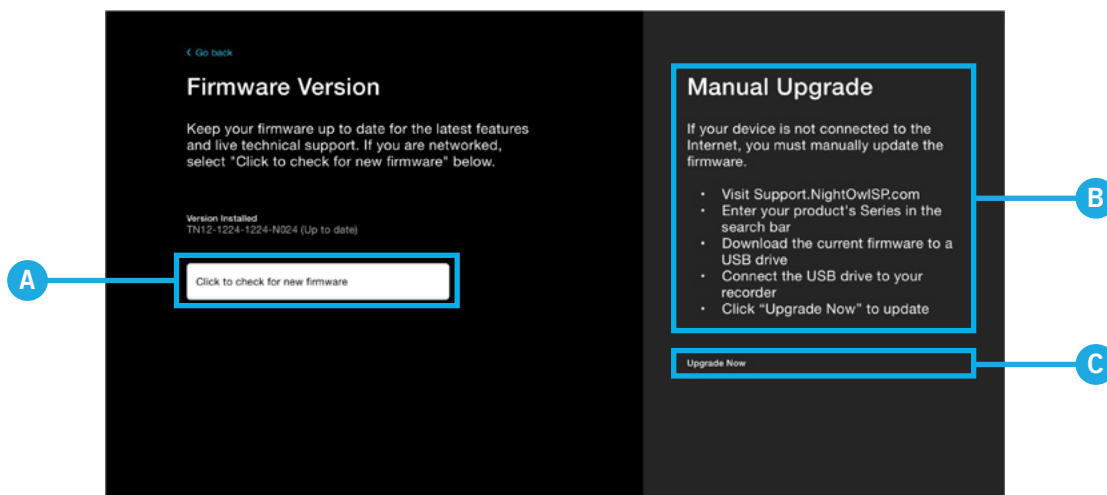 < Go back
Firmware Version
Keep your firmware up to date for the latest features
and live technical support. If you are networked,
select "Click to check for new firmware" below.
Version Installed
TN12-1224-1224-N024 (Up to date)
A
Click to check for new firmware
Manual Upgrade
If your device is not connected to the
Internet, you must manually update the
firmware.
• Visit Support.NightOwlSP.com
• Enter your product's Series in the
search bar
• Download the current firmware to a
USB drive
• Connect the USB drive to your
recorder
• Click “Upgrade Now” to update
B
Upgrade Now
C